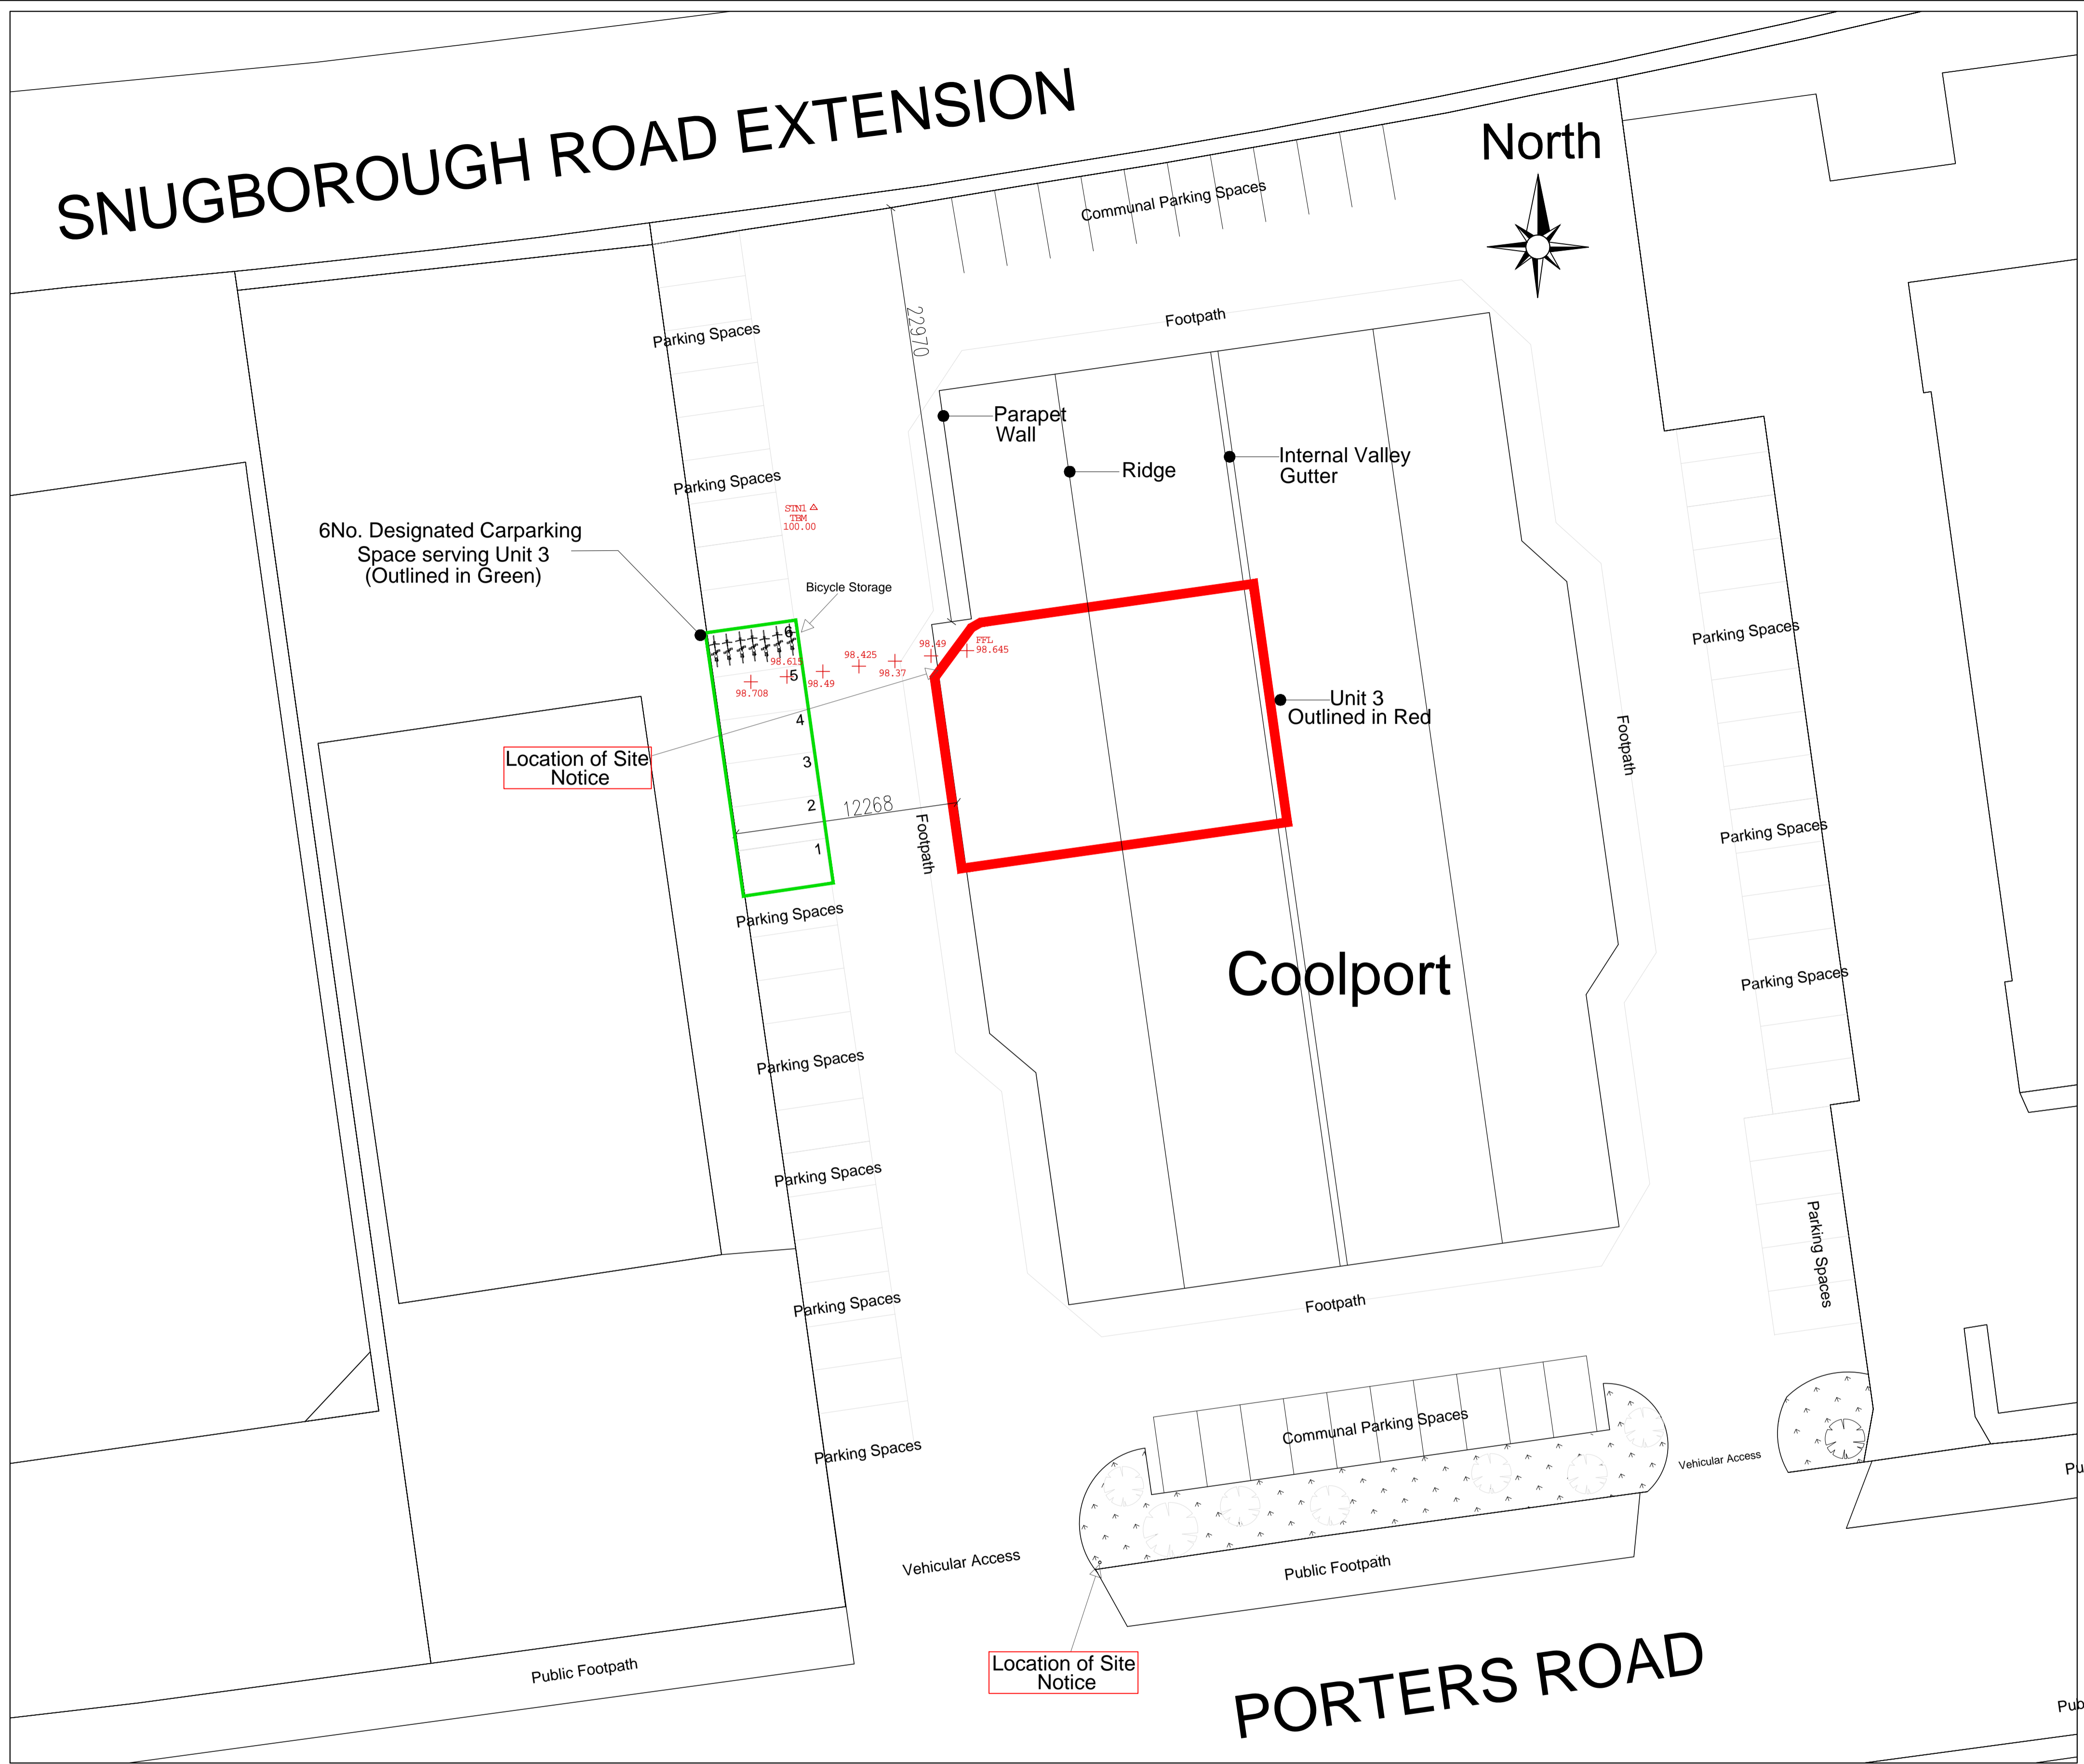 SNUGBOROUGH ROAD EXTENSION
North
Communal Parking Spaces
Footpath
22970
Parking Spaces
Parapet
Wall
Ridge
Internal Valley
Gutter
Parking Spaces
STN1
TBM
100.00
6No. Designated Carparking
Space serving Unit 3
(Outlined in Green)
Bicycle Storage
6
5
4
3
2
1
98.708
98.615
98.49
98.425
98.37
98.49
FFL
98.645
Parking Spaces
Unit 3
Outlined in Red
Footpath
Location of Site
Notice
12268
Footpath
Parking Spaces
Parking Spaces
Coolport
Parking Spaces
Parking Spaces
Parking Spaces
Parking Spaces
Parking Spaces
Footpath
Parking Spaces
Communal Parking Spaces
Vehicular Access
Vehicular Access
Public Footpath
Public Footpath
Location of Site
Notice
PORTERS ROAD
Pu
Pub